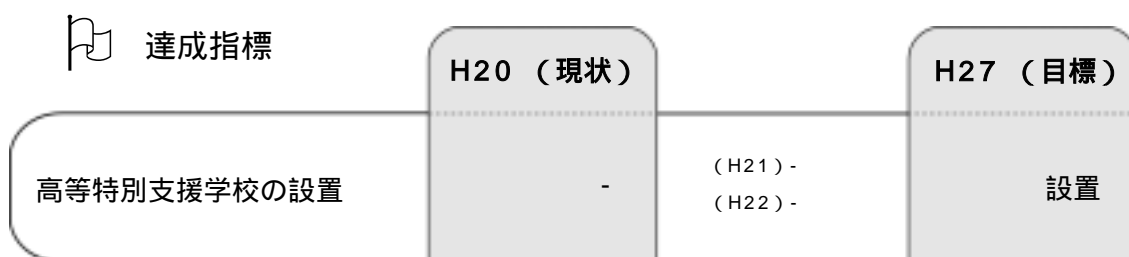 達成指標
H20 （現状）
H27 （目標）
高等特別支援学校の設置
-
（H21）-
（H22）-
設置